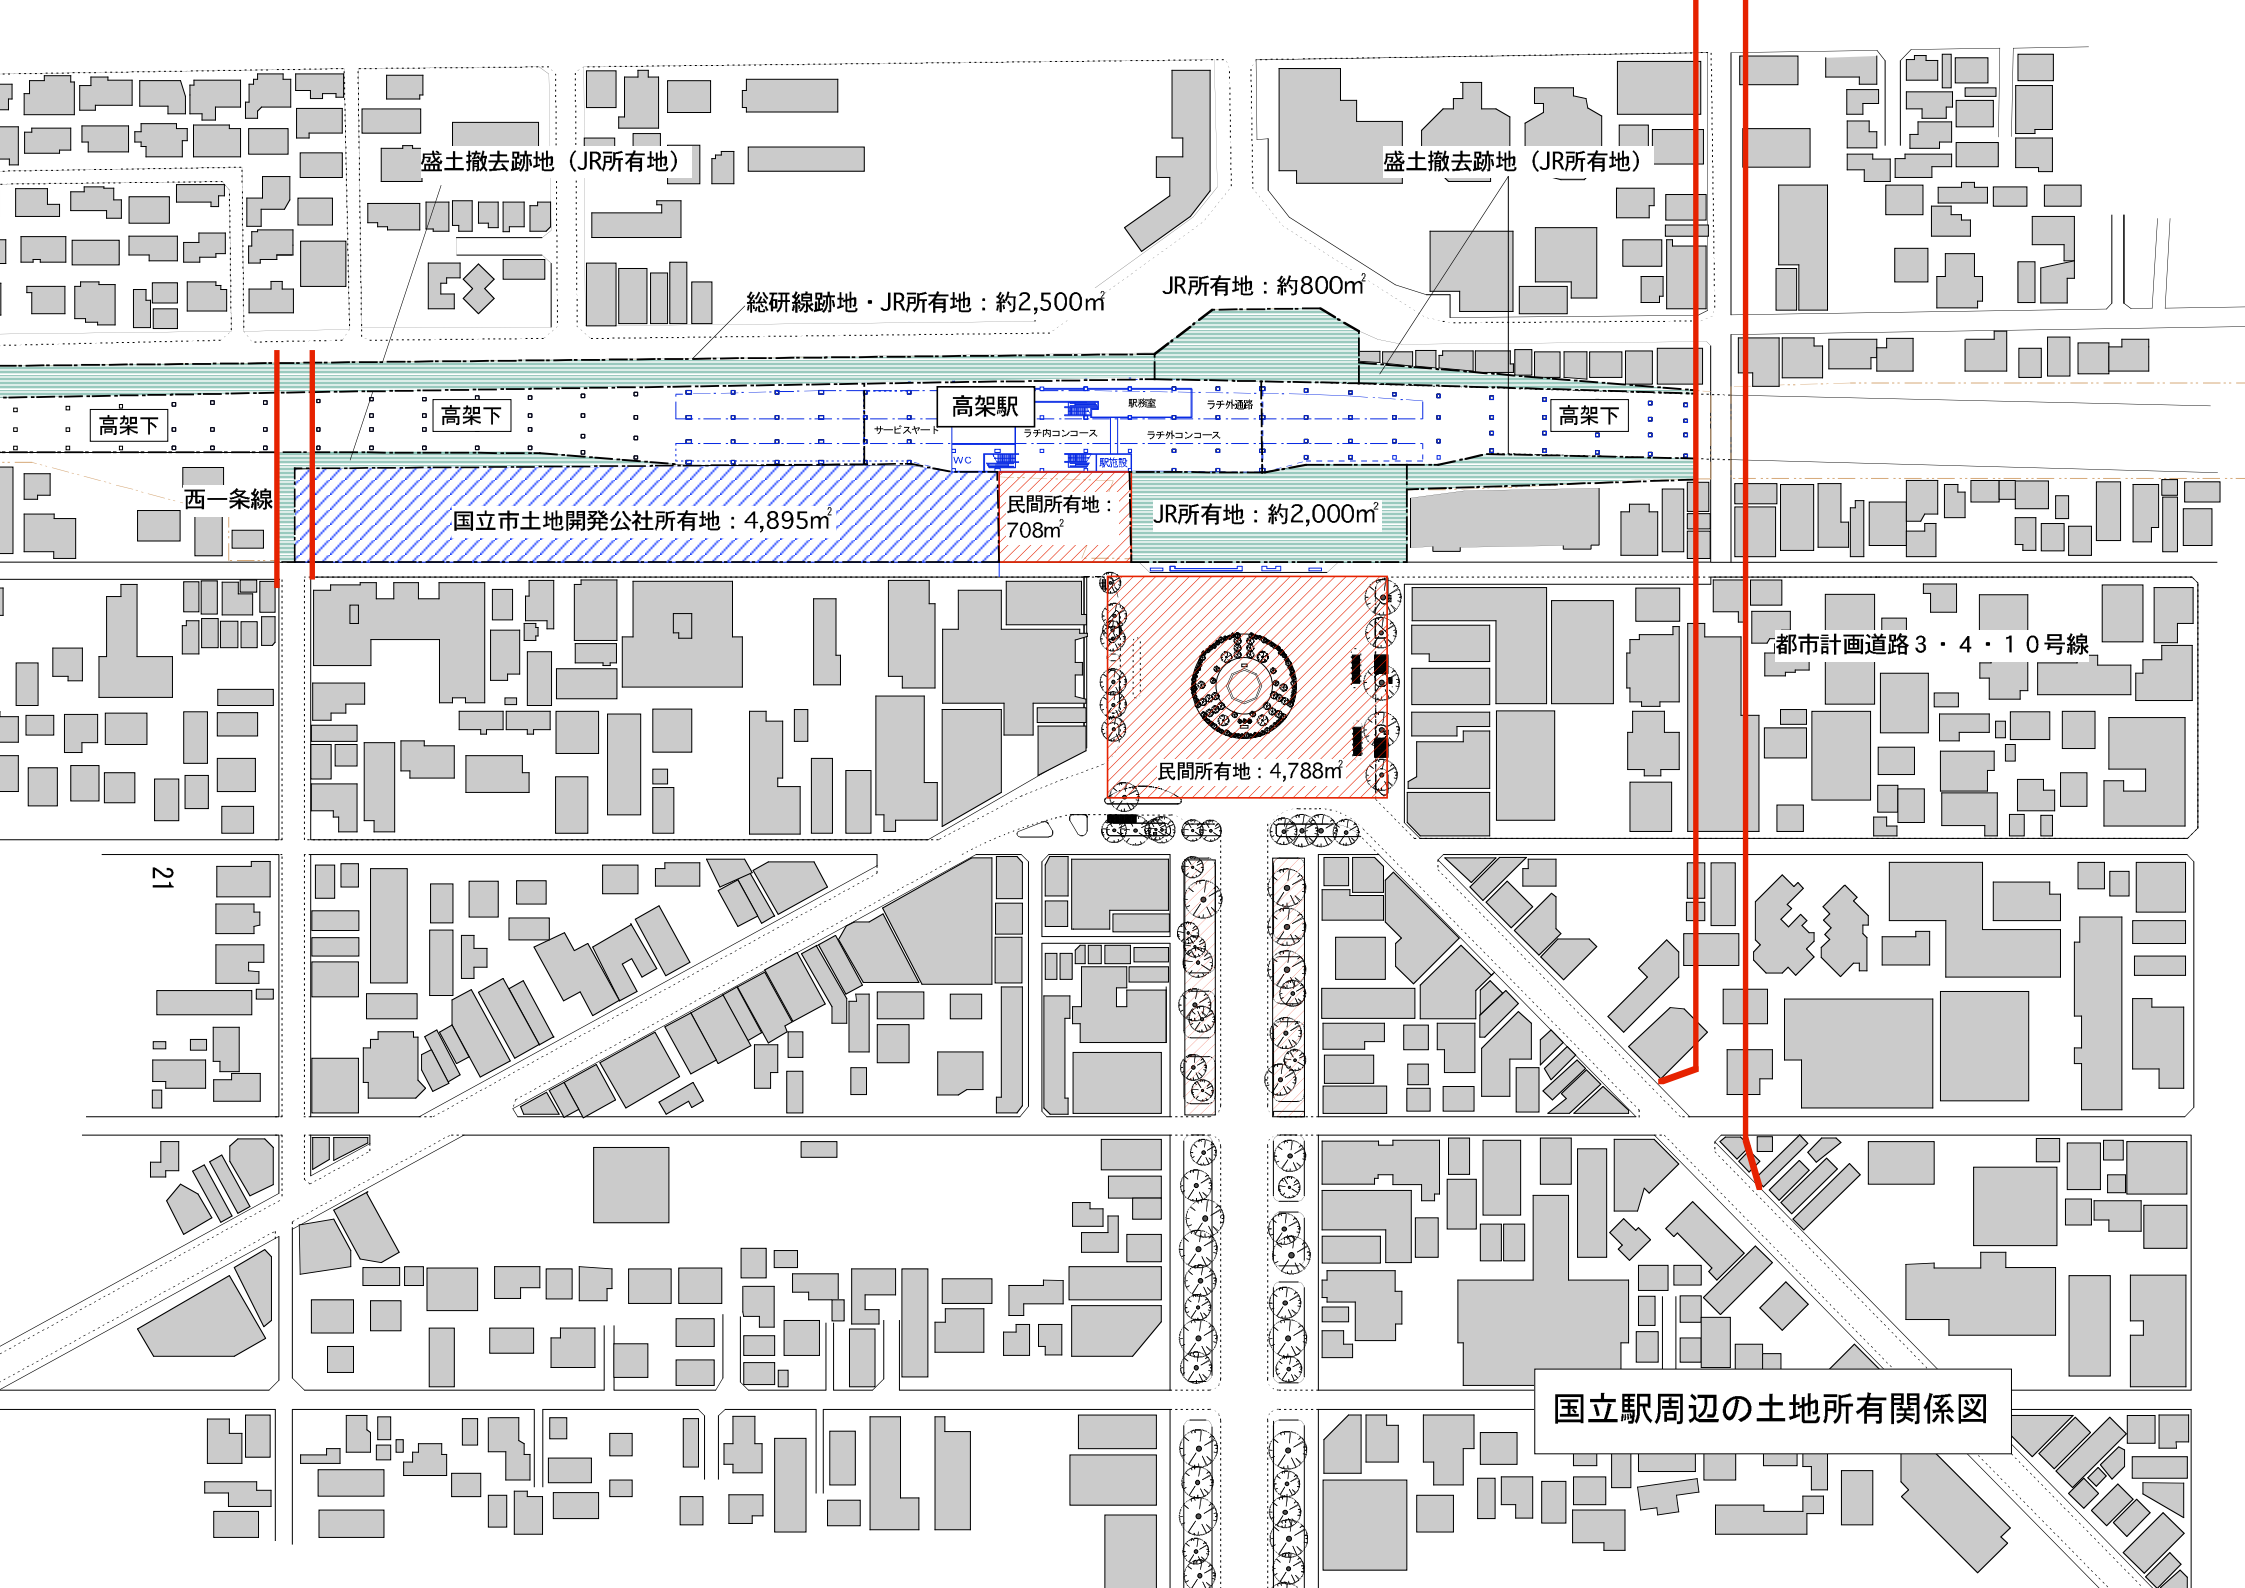 盛土撤去跡地（JR所有地）
盛土撤去跡地（JR所有地）
総研線跡地・JR所有地：約2,500㎡
JR所有地：約800㎡
高架下
高架下
高架駅
高架下
駅務室
ラチ外通路
サービスヤード
ラチ内コンコース
ラチ外コンコース
WC
駅施設
西一条線
国立市土地開発公社所有地：4,895㎡
民間所有地：
708㎡
JR所有地：約2,000㎡
都市計画道路３・４・１０号線
民間所有地：4,788㎡
21
国立駅周辺の土地所有関係図